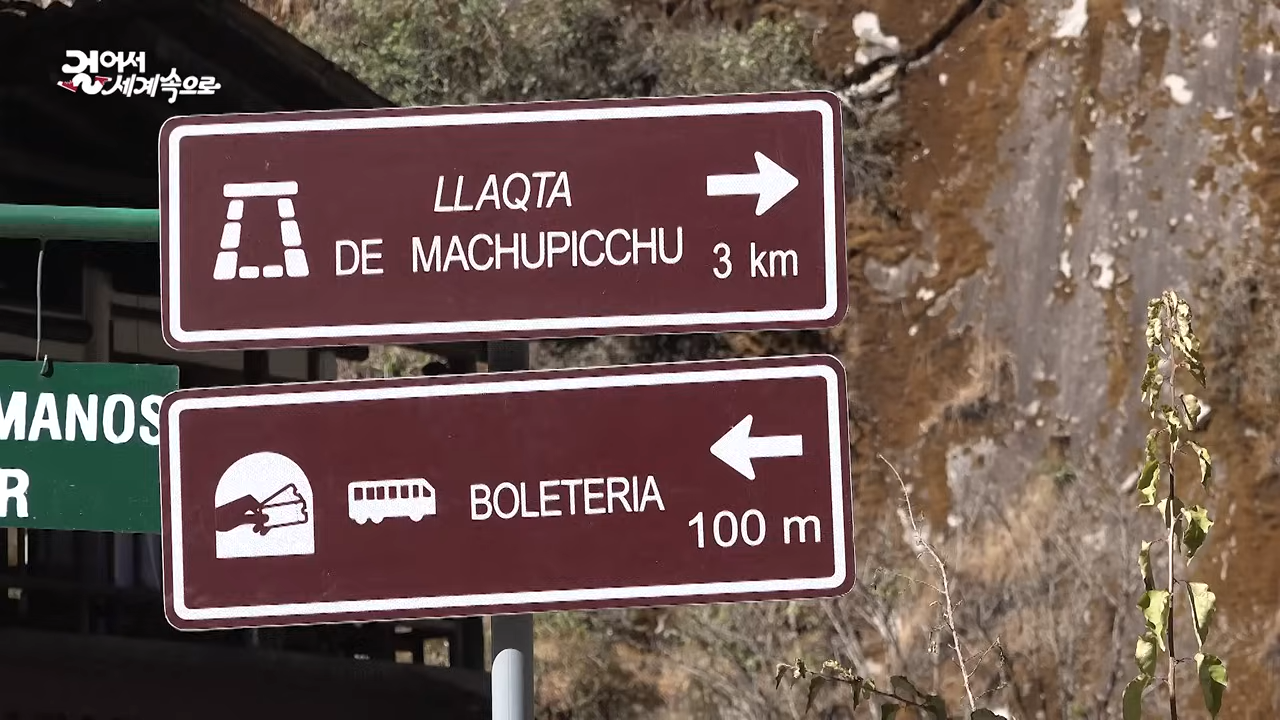 걸어서
세계속으로
LLAQTA
DE MACHUPICCHU
3 km
MANOS
R
BOLETERIA
100 m